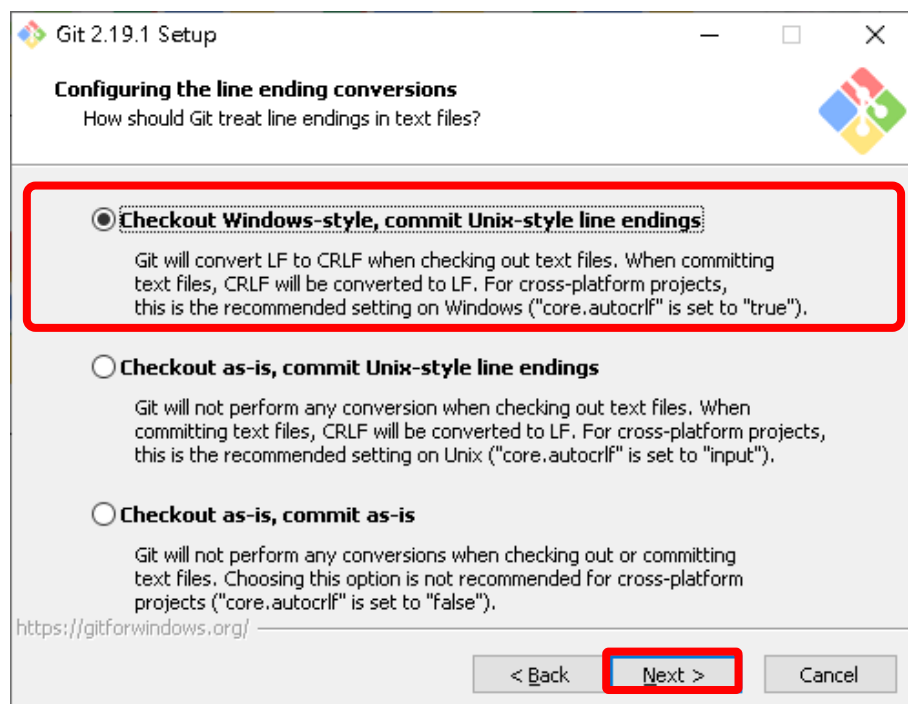 Git 2.19.1 Setup
Configuring the line ending conversions
How should Git treat line endings in text files?
Checkout Windows-style, commit Unix-style line endings
Git will convert LF to CRLF when checking out text files. When committing
text files, CRLF will be converted to LF. For cross-platform projects,
this is the recommended setting on Windows ("core.autocrlf" is set to "true").
Checkout as-is, commit Unix-style line endings
Git will not perform any conversion when checking out text files. When
committing text files, CRLF will be converted to LF. For cross-platform projects,
this is the recommended setting on Unix ("core.autocrlf" is set to "input").
Checkout as-is, commit as-is
Git will not perform any conversions when checking out or committing
text files. Choosing this option is not recommended for cross-platform
projects ("core.autocrlf" is set to "false").
https://gitforwindows.org/
< Back Next > Cancel